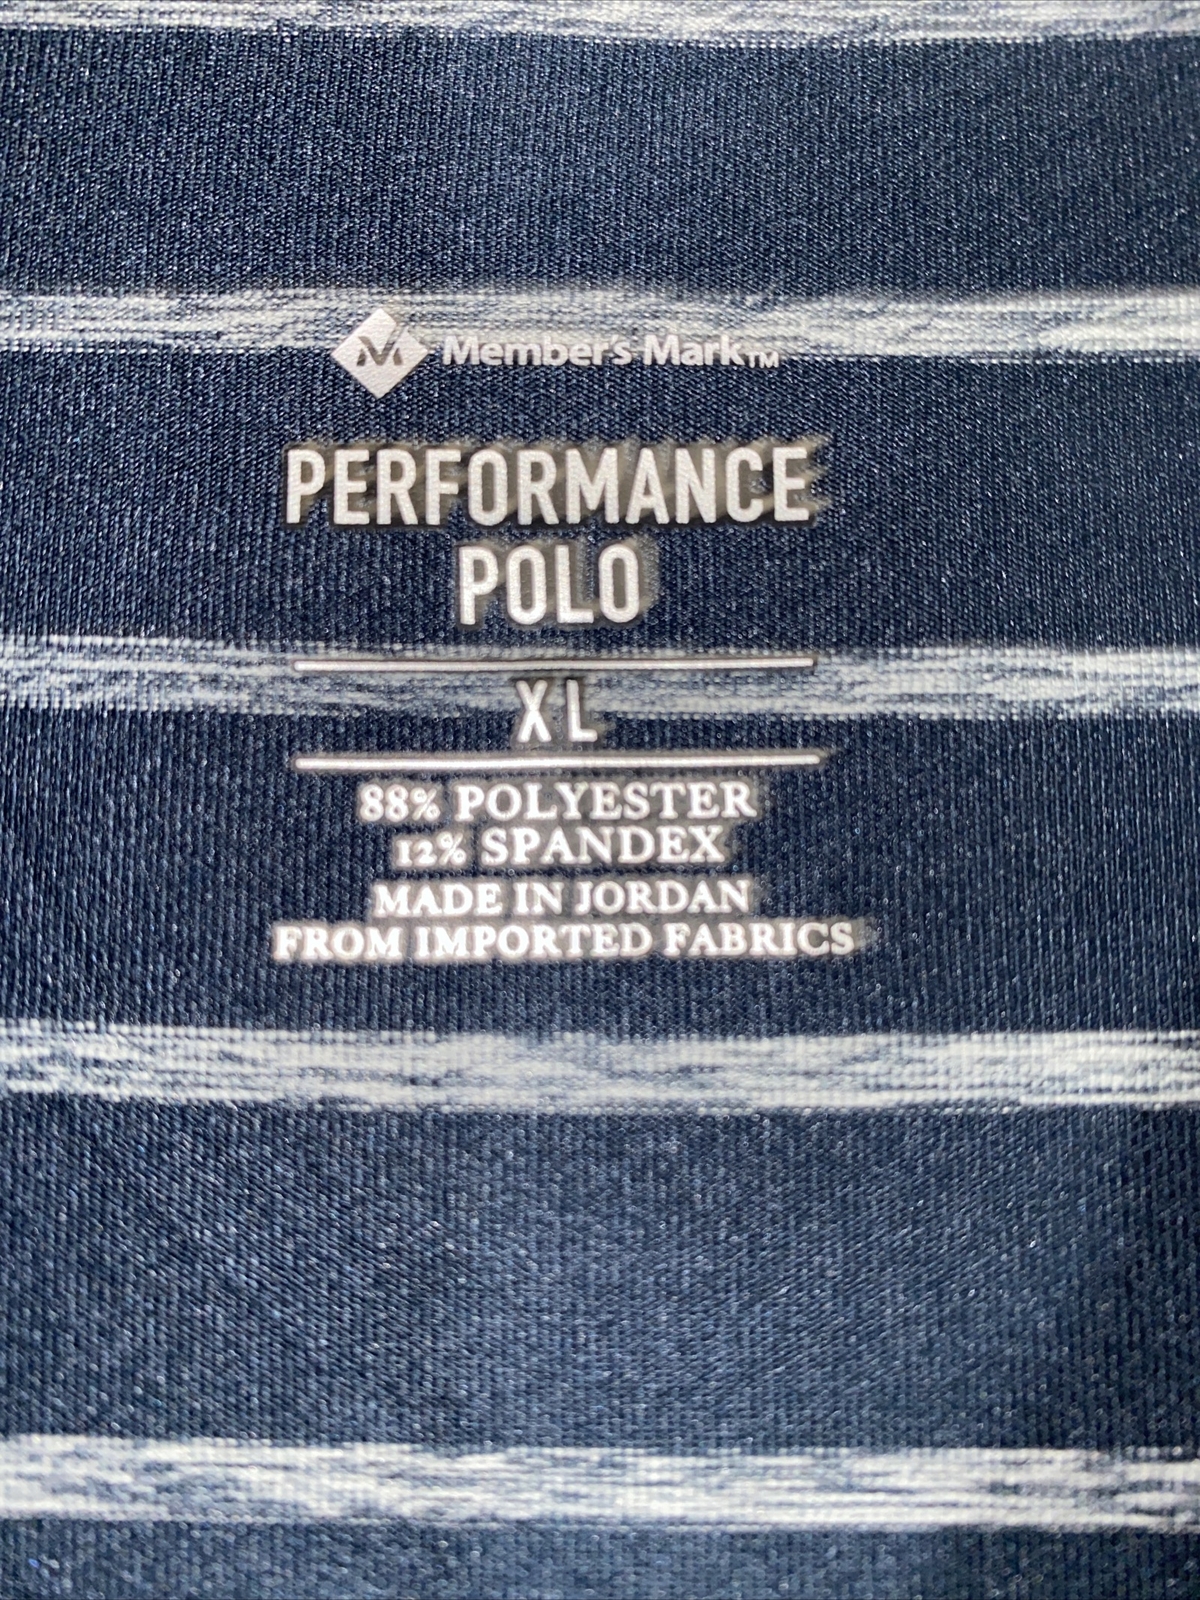 Member's Mark™
PERFORMANCE
POLO
XL
88% POLYESTER
12% SPANDEX
MADE IN JORDAN
FROM IMPORTED FABRICS